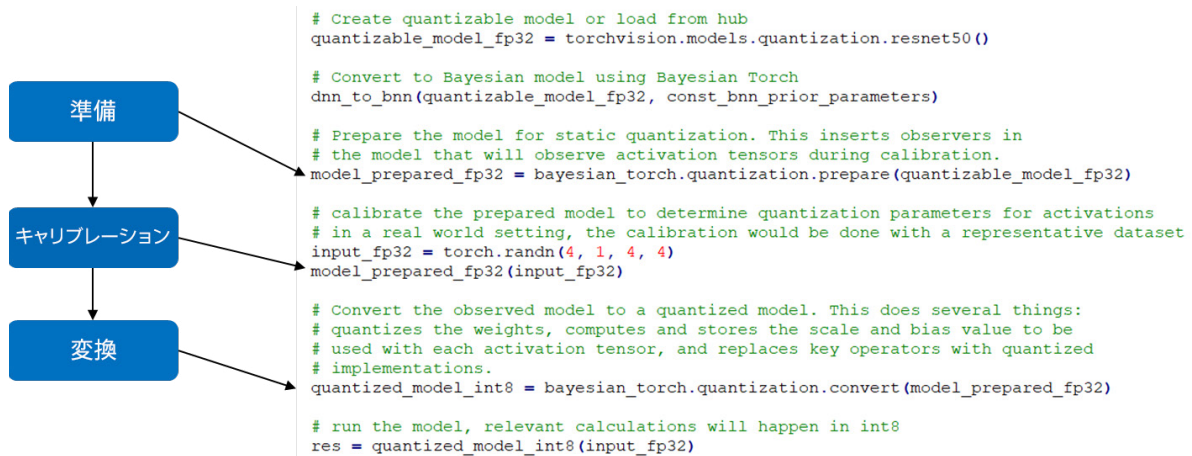 準備
キャリブレーション
変換
# Create quantizable model or load from hub
quantizable_model_fp32 = torchvision.models.quantization.resnet50()
# Convert to Bayesian model using Bayesian Torch
dnn_to_bnn(quantizable_model_fp32, const_bnn_prior_parameters)
# Prepare the model for static quantization. This inserts observers in
# the model that will observe activation tensors during calibration.
model_prepared_fp32 = bayesian_torch.quantization.prepare(quantizable_model_fp32)
# calibrate the prepared model to determine quantization parameters for activations
# in a real world setting, the calibration would be done with a representative dataset
input_fp32 = torch.randn(4, 1, 4, 4)
model_prepared_fp32(input_fp32)
# Convert the observed model to a quantized model. This does several things:
# quantizes the weights, computes and stores the scale and bias value to be
# used with each activation tensor, and replaces key operators with quantized
# implementations.
quantized_model_int8 = bayesian_torch.quantization.convert(model_prepared_fp32)
# run the model, relevant calculations will happen in int8
res = quantized_model_int8(input_fp32)